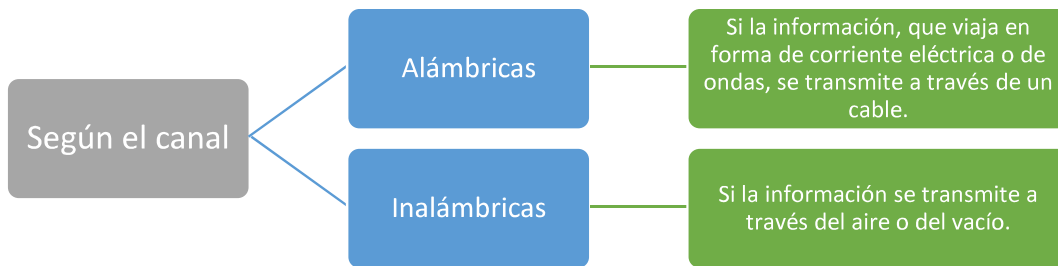 Según el canal
Alámbricas
Si la información, que viaja en
forma de corriente eléctrica o de
ondas, se transmite a través de un
cable.
Inalámbricas
Si la información se transmite a
través del aire o del vacío.